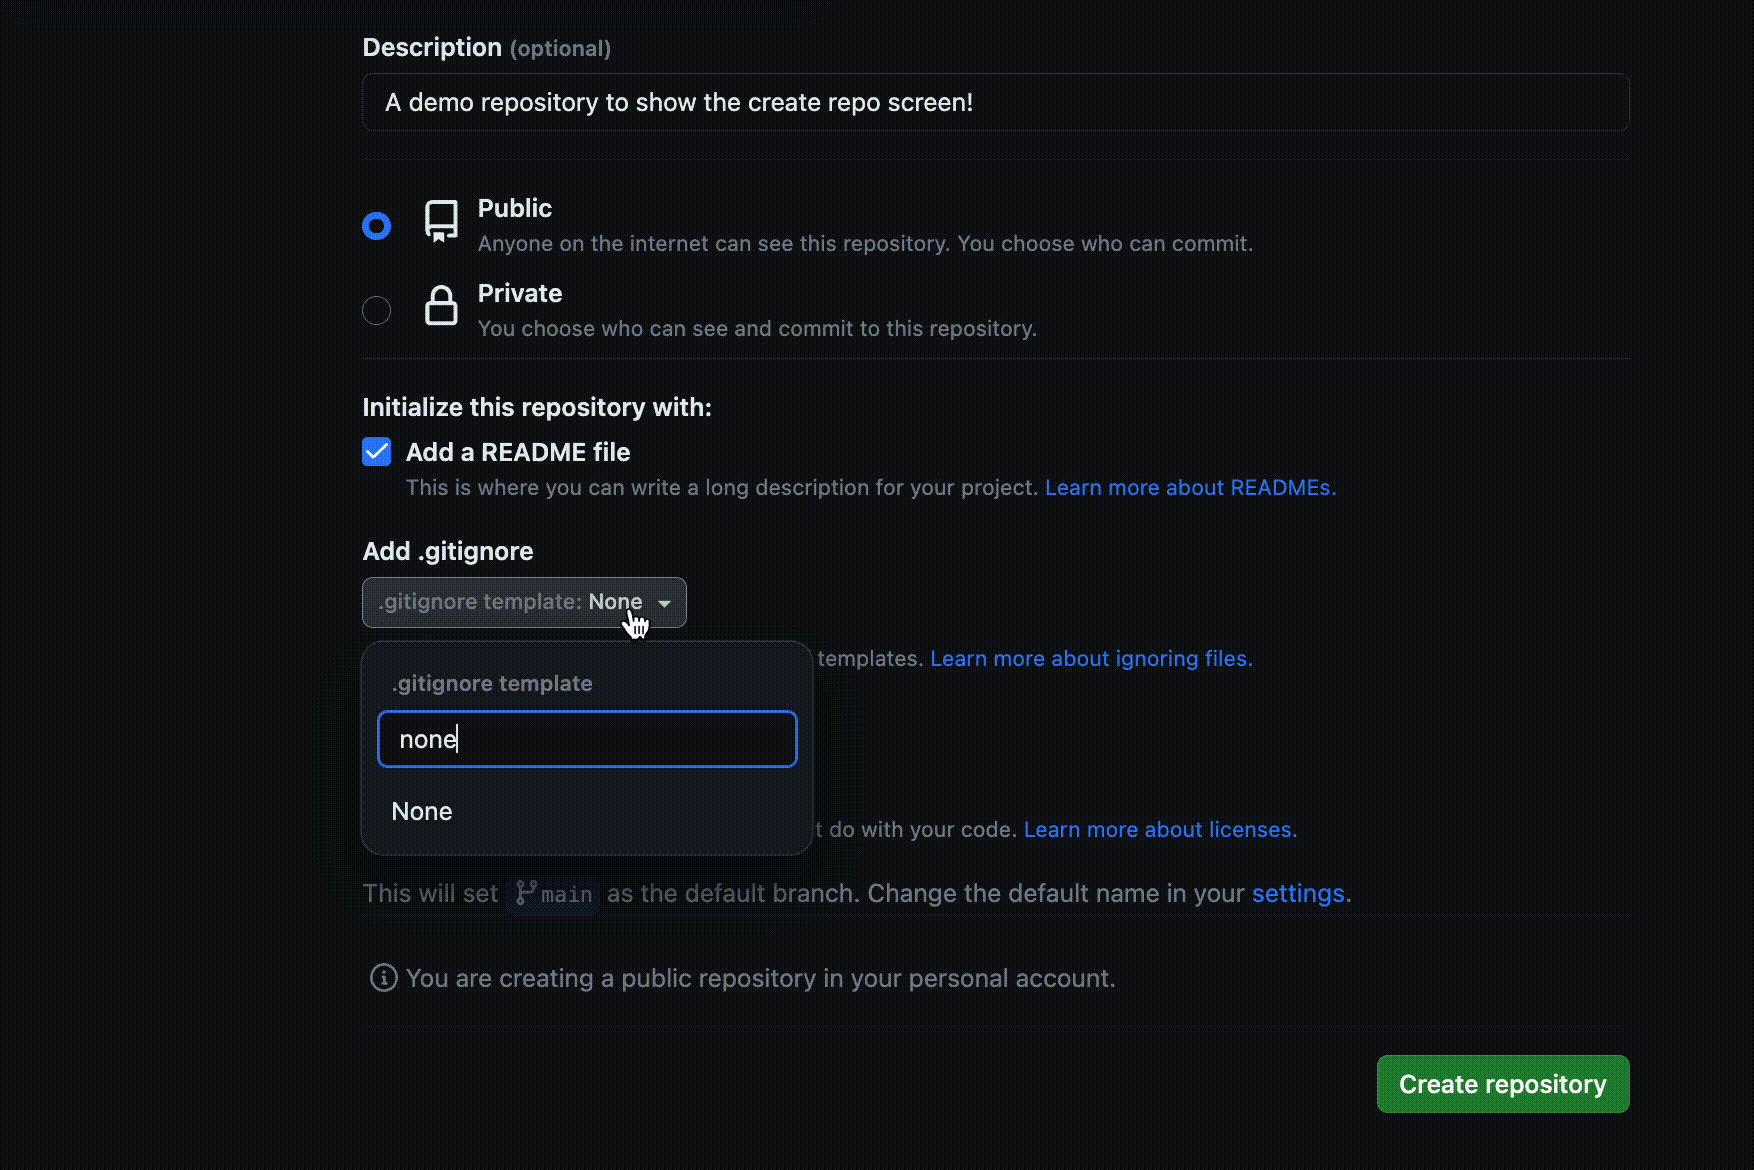 Description (optional)
A demo repository to show the create repo screen!
Public
Anyone on the internet can see this repository. You choose who can commit.
Private
You choose who can see and commit to this repository.
Initialize this repository with:
Add a README file
This is where you can write a long description for your project. Learn more about READMEs.
Add .gitignore
.gitignore template: None
templates. Learn more about ignoring files.
.gitignore template
none
None
t do with your code. Learn more about licenses.
This will set main as the default branch. Change the default name in your settings.
You are creating a public repository in your personal account.
Create repository